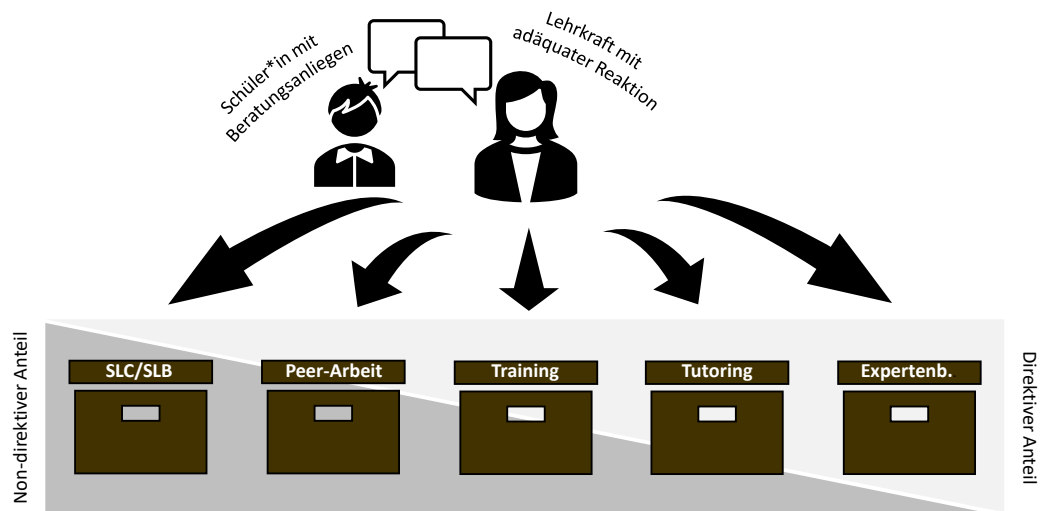 Schüler*in mit
Beratungsanliegen
Lehrkraft mit
adäquater Reaktion
Non-direktiver Anteil
SLC/SLB
Peer-Arbeit
Training
Tutoring
Expertenb.
Direktiver Anteil